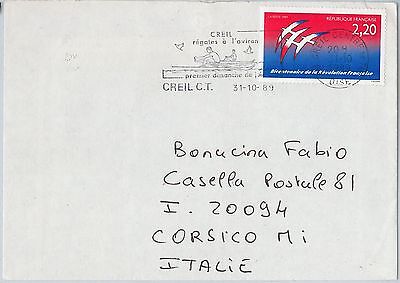 CREIL
régates à l'aviron
premier dimanche de
CREIL C.T. 31-10-89
RÉPUBLIQUE FRANÇAISE
2,20
Bicentenaire de la Révolution française
Bonacina Fabio
Casella Postale 81
I. 20094
CORSICO Mi
ITALIE